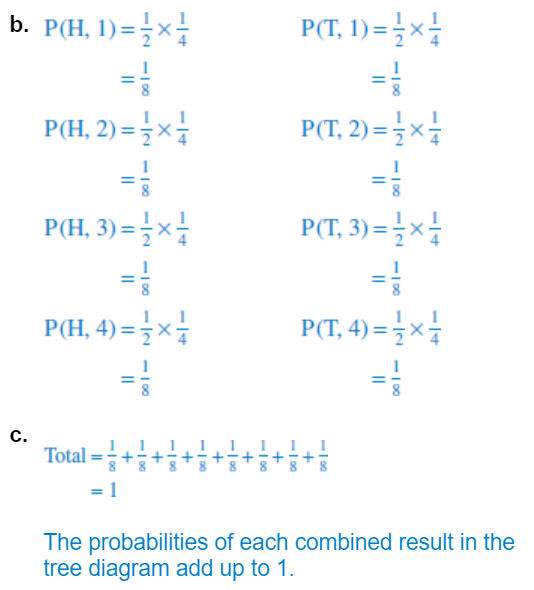 b. P(H, 1) = 1/2 × 1/4 P(T, 1) = 1/2 × 1/4
= 1/8 = 1/8
P(H, 2) = 1/2 × 1/4 P(T, 2) = 1/2 × 1/4
= 1/8 = 1/8
P(H, 3) = 1/2 × 1/4 P(T, 3) = 1/2 × 1/4
= 1/8 = 1/8
P(H, 4) = 1/2 × 1/4 P(T, 4) = 1/2 × 1/4
= 1/8 = 1/8
c.
Total = 1/8 + 1/8 + 1/8 + 1/8 + 1/8 + 1/8 + 1/8 + 1/8
= 1
The probabilities of each combined result in the
tree diagram add up to 1.